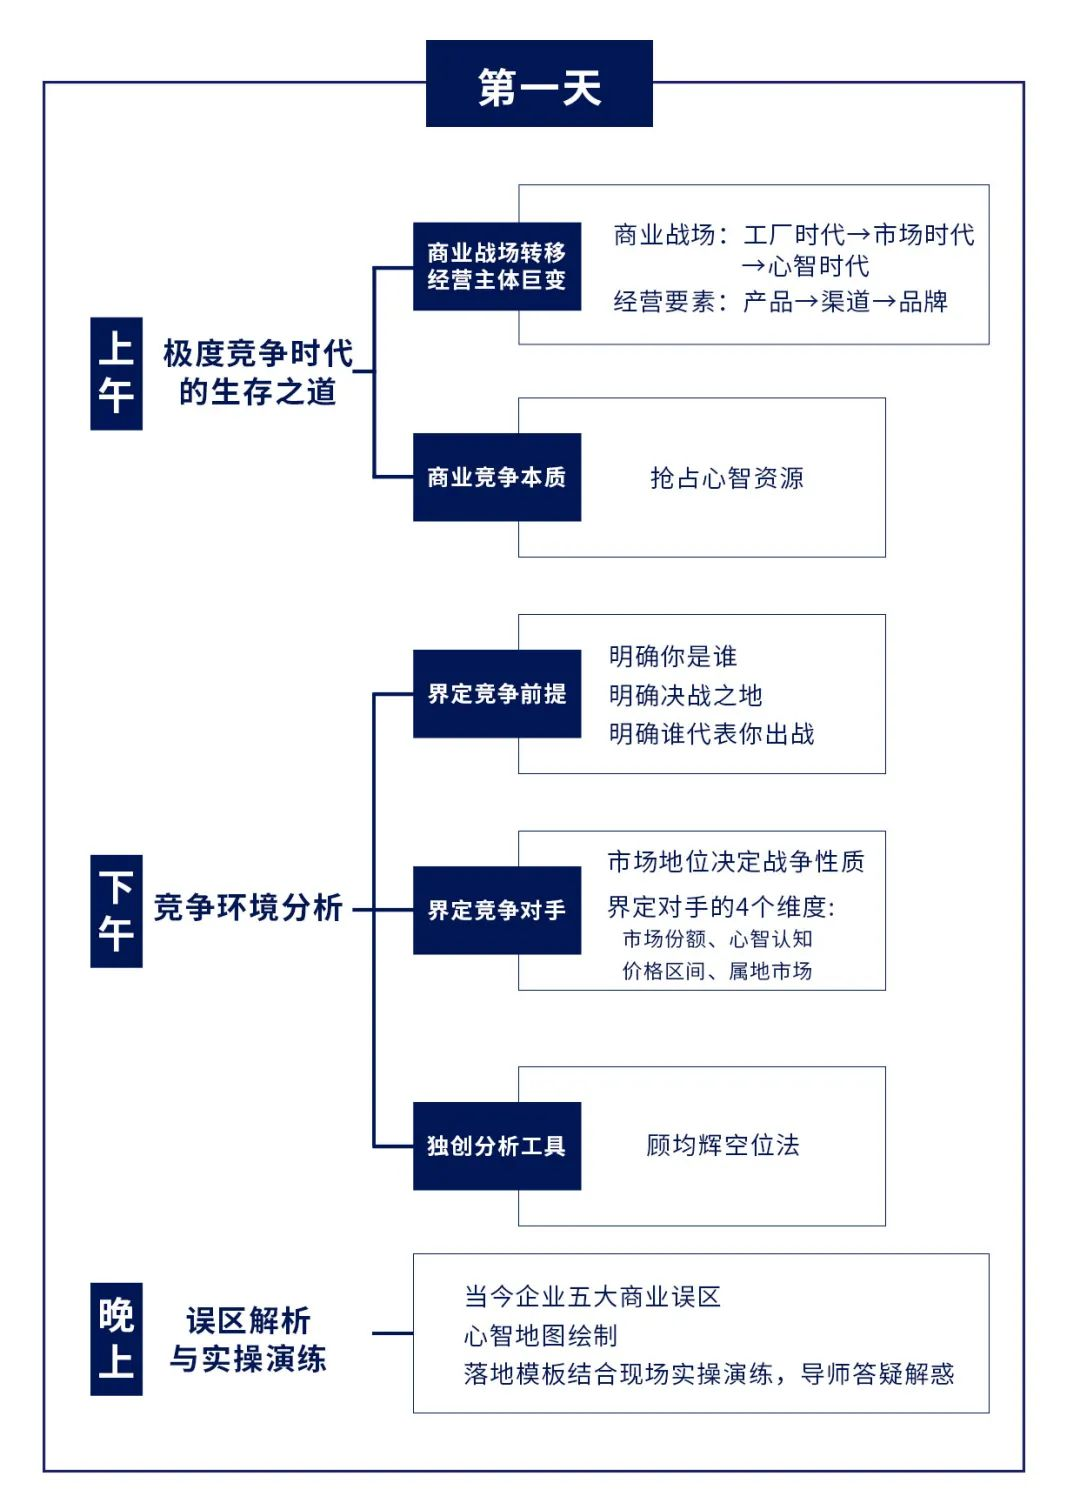 第一天
上午
极度竞争时代
的生存之道
商业战场转移
经营主体巨变
商业战场：工厂时代→市场时代
→心智时代
经营要素：产品→渠道→品牌
商业竞争本质
抢占心智资源
下午
竞争环境分析
界定竞争前提
明确你是谁
明确决战之地
明确谁代表你出战
界定竞争对手
市场地位决定战争性质
界定对手的4个维度:
市场份额、心智认知
价格区间、属地市场
独创分析工具
顾均辉空位法
晚上
误区解析
与实操演练
当今企业五大商业误区
心智地图绘制
落地模板结合现场实操演练，导师答疑解惑